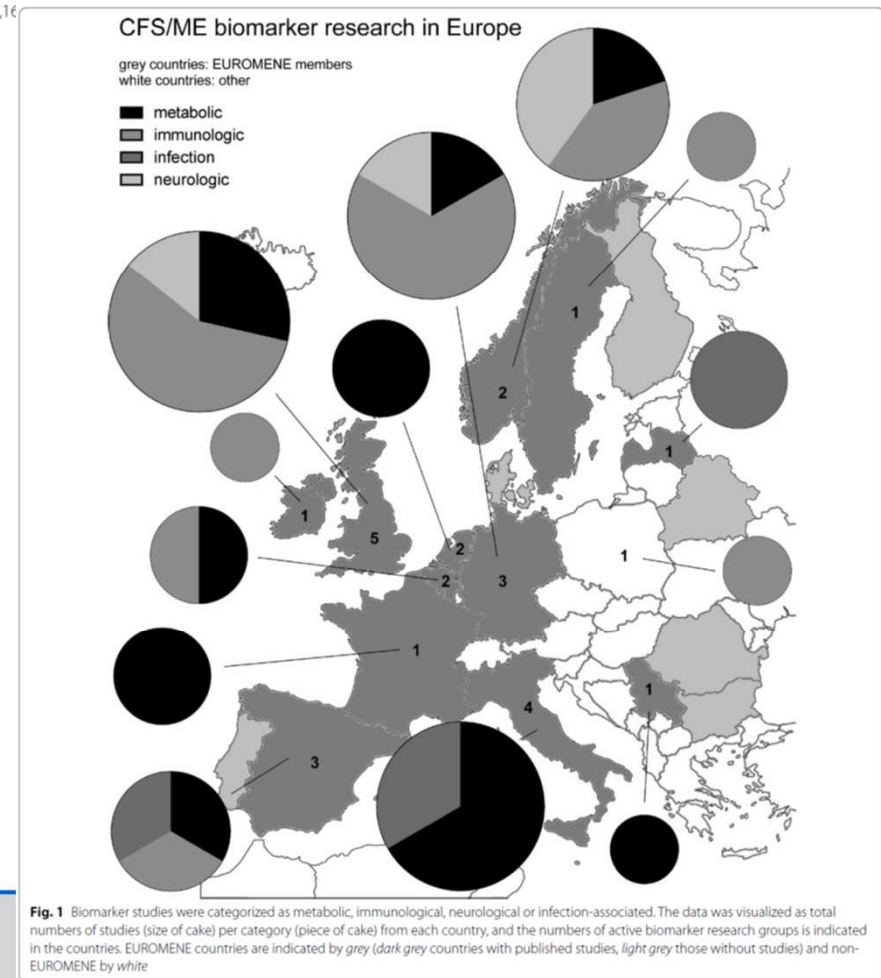 ,16
CFS/ME biomarker research in Europe
grey countries: EUROMENE members
white countries: other
metabolic
immunologic
infection
neurologic
1
2
1
1
5
2
2
3
1
1
4
1
3
Fig. 1 Biomarker studies were categorized as metabolic, immunological, neurological or infection-associated. The data was visualized as total
numbers of studies (size of cake) per category (piece of cake) from each country, and the numbers of active biomarker research groups is indicated
in the countries. EUROMENE countries are indicated by grey (dark grey countries with published studies, light grey those without studies) and non-
EUROMENE by white